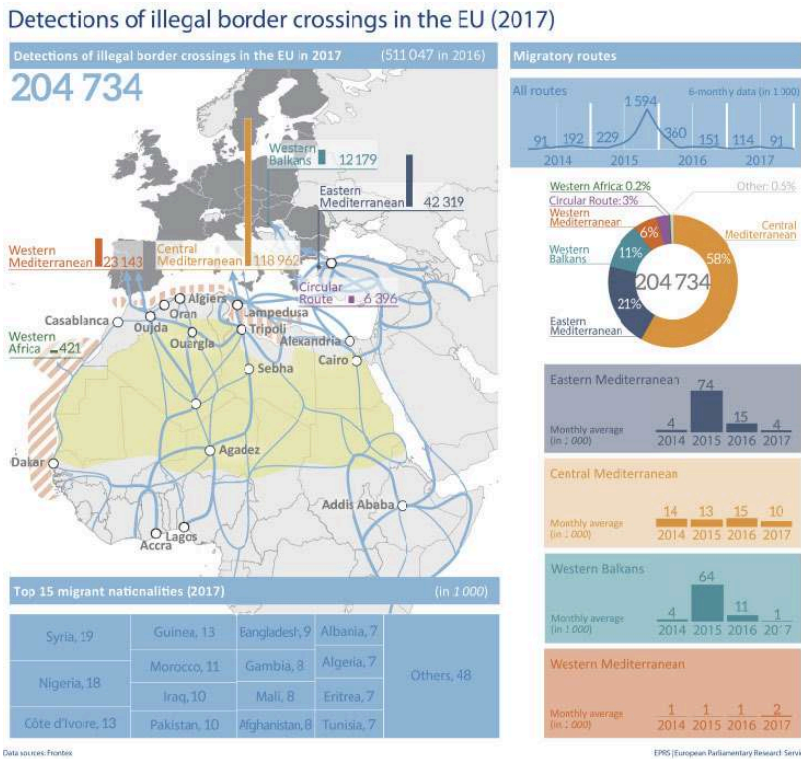 Detections of illegal border crossings in the EU (2017)
Detections of illegal border crossings in the EU in 2017 (511 047 in 2016)
204 734
Western
Balkans 12 179
Eastern
Mediterranean 42 319
Western
Mediterranean 23 143
Central
Mediterranean 118 962
Circular
Route 6 396
Western
Africa 421
Algiers
Oran
Casablanca
Oujda
Ouargla
Lampedusa
Tripoli
Alexandria
Cairo
Sebha
Agadez
Dakar
Addis Ababa
Lagos
Accra
Top 15 migrant nationalities (2017) (in 1 000)
Syria, 19
Nigeria, 18
Côte d'Ivoire, 13
Guinea, 13
Morocco, 11
Iraq, 10
Pakistan, 10
Bangladesh, 9
Gambia, 8
Mali, 8
Afghanistan, 8
Albania, 7
Algeria, 7
Eritrea, 7
Tunisia, 7
Others, 48
Migratory routes
All routes 6-monthly data (in 1 000)
91 192 229 1 594 360 151 114 91
2014 2015 2016 2017
Western Africa: 0.2%
Other: 0.5%
Circular Route: 3%
Western
Mediterranean 6%
Central
Mediterranean 58%
Western
Balkans 11%
204 734
Eastern
Mediterranean 21%
Eastern Mediterranean
Monthly average
(in 1 000)
4 74 15 4
2014 2015 2016 2017
Central Mediterranean
Monthly average
(in 1 000)
14 13 15 10
2014 2015 2016 2017
Western Balkans
Monthly average
(in 1 000)
4 64 11 1
2014 2015 2016 2017
Western Mediterranean
Monthly average
(in 1 000)
1 1 1 2
2014 2015 2016 2017
Data sources: Frontex
EPRS | European Parliamentary Research